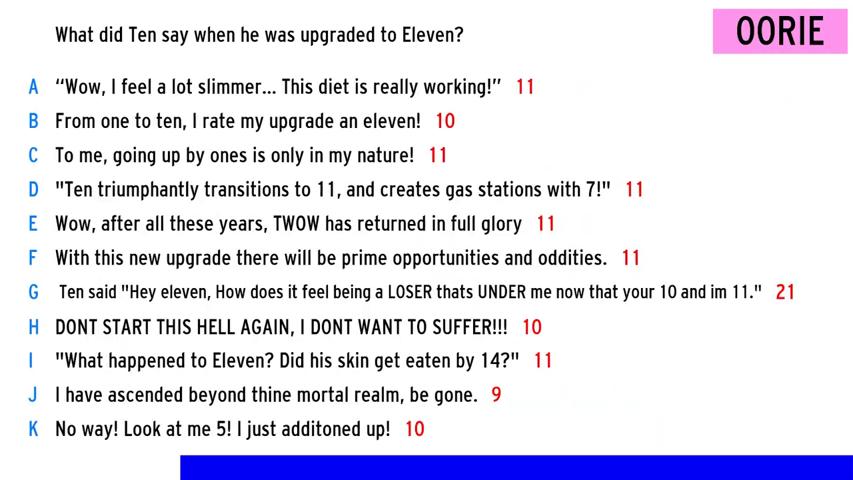 What did Ten say when he was upgraded to Eleven?
OORIE
A “Wow, I feel a lot slimmer... This diet is really working!” 11
B From one to ten, I rate my upgrade an eleven! 10
C To me, going up by ones is only in my nature! 11
D "Ten triumphantly transitions to 11, and creates gas stations with 7!" 11
E Wow, after all these years, TWOW has returned in full glory 11
F With this new upgrade there will be prime opportunities and oddities. 11
G Ten said "Hey eleven, How does it feel being a LOSER thats UNDER me now that your 10 and im 11." 21
H DONT START THIS HELL AGAIN, I DONT WANT TO SUFFER!!! 10
I "What happened to Eleven? Did his skin get eaten by 14?" 11
J I have ascended beyond thine mortal realm, be gone. 9
K No way! Look at me 5! I just additoned up! 10